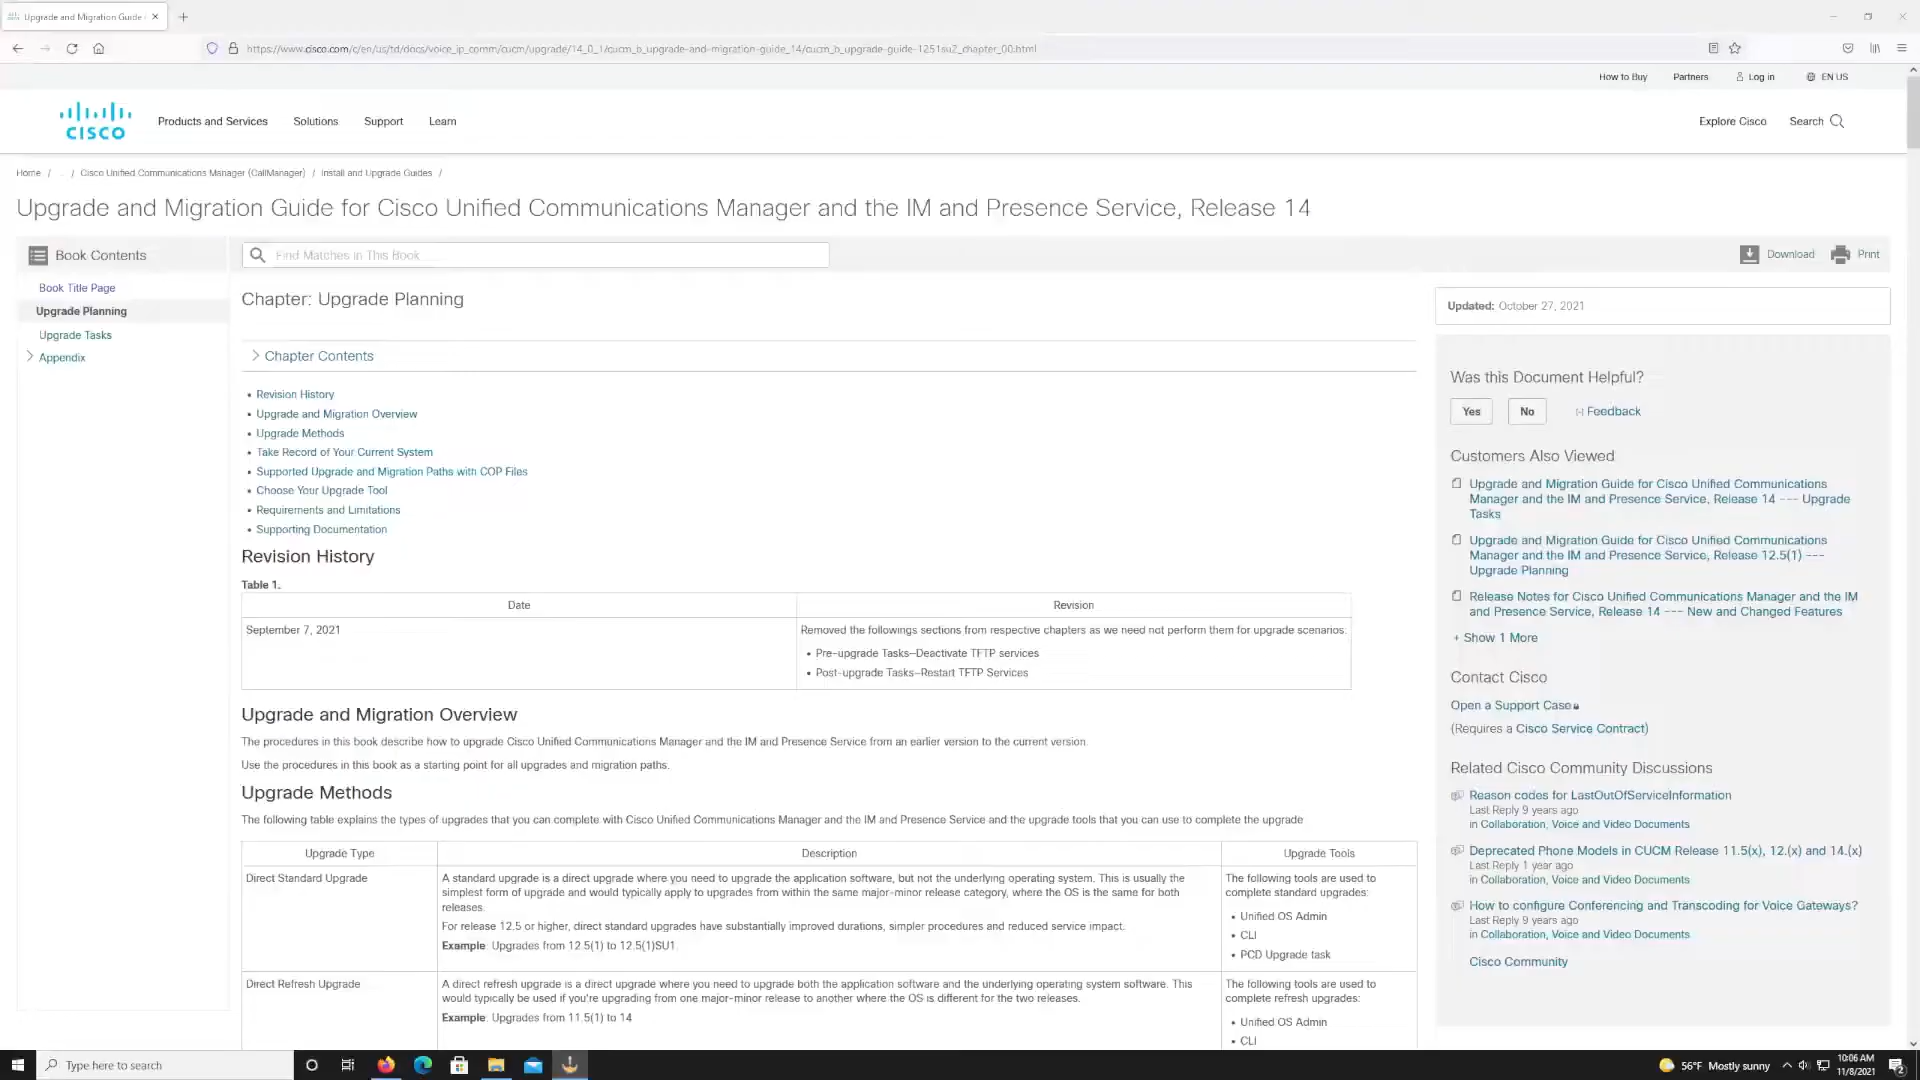 Upgrade and Migration Guide
https://www.cisco.com/c/en/us/td/docs/voice_ip_comm/cucm/upgrade/14_0_1/cucm_b_upgrade-and-migration-guide_14/cucm_b_upgrade-guide-1251su2_chapter_00.html
How to Buy Partners Log in EN US
CISCO Products and Services Solutions Support Learn Explore Cisco Search
Home / ... / Cisco Unified Communications Manager (CallManager) / Install and Upgrade Guides /
Upgrade and Migration Guide for Cisco Unified Communications Manager and the IM and Presence Service, Release 14
Book Contents
Book Title Page
Upgrade Planning
Upgrade Tasks
Appendix
Find Matches in This Book
Download Print
Chapter: Upgrade Planning
Chapter Contents
• Revision History
• Upgrade and Migration Overview
• Upgrade Methods
• Take Record of Your Current System
• Supported Upgrade and Migration Paths with COP Files
• Choose Your Upgrade Tool
• Requirements and Limitations
• Supporting Documentation
Revision History
Table 1.
Date Revision
September 7, 2021 Removed the followings sections from respective chapters as we need not perform them for upgrade scenarios.
• Pre-upgrade Tasks—Deactivate TFTP services
• Post-upgrade Tasks—Restart TFTP Services
Upgrade and Migration Overview
The procedures in this book describe how to upgrade Cisco Unified Communications Manager and the IM and Presence Service from an earlier version to the current version.
Use the procedures in this book as a starting point for all upgrades and migration paths.
Upgrade Methods
The following table explains the types of upgrades that you can complete with Cisco Unified Communications Manager and the IM and Presence Service and the upgrade tools that you can use to complete the upgrade
Upgrade Type Description Upgrade Tools
Direct Standard Upgrade
A standard upgrade is a direct upgrade where you need to upgrade the application software, but not the underlying operating system. This is usually the
simplest form of upgrade and would typically apply to upgrades from within the same major-minor release category, where the OS is the same for both
releases.
For release 12.5 or higher, direct standard upgrades have substantially improved durations, simpler procedures and reduced service impact.
Example: Upgrades from 12.5(1) to 12.5(1)SU1.
The following tools are used to
complete standard upgrades:
• Unified OS Admin
• CLI
• PCD Upgrade task
Direct Refresh Upgrade
A direct refresh upgrade is a direct upgrade where you need to upgrade both the application software and the underlying operating system software. This
would typically be used if you're upgrading from one major-minor release to another where the OS is different for the two releases.
Example: Upgrades from 11.5(1) to 14
The following tools are used to
complete refresh upgrades:
• Unified OS Admin
• CLI
Updated: October 27, 2021
Was this Document Helpful?
Yes No Feedback
Customers Also Viewed
Upgrade and Migration Guide for Cisco Unified Communications
Manager and the IM and Presence Service, Release 14 --- Upgrade
Tasks
Upgrade and Migration Guide for Cisco Unified Communications
Manager and the IM and Presence Service, Release 12.5(1) ---
Upgrade Planning
Release Notes for Cisco Unified Communications Manager and the IM
and Presence Service, Release 14 --- New and Changed Features
+ Show 1 More
Contact Cisco
Open a Support Case
(Requires a Cisco Service Contract)
Related Cisco Community Discussions
Reason codes for LastOutOfServiceInformation
Last Reply 9 years ago
in Collaboration, Voice and Video Documents
Deprecated Phone Models in CUCM Release 11.5(x), 12.(x) and 14.(x)
Last Reply 1 year ago
in Collaboration, Voice and Video Documents
How to configure Conferencing and Transcoding for Voice Gateways?
Last Reply 9 years ago
in Collaboration, Voice and Video Documents
Cisco Community
Type here to search
56°F Mostly sunny
10:06 AM
11/8/2021
2